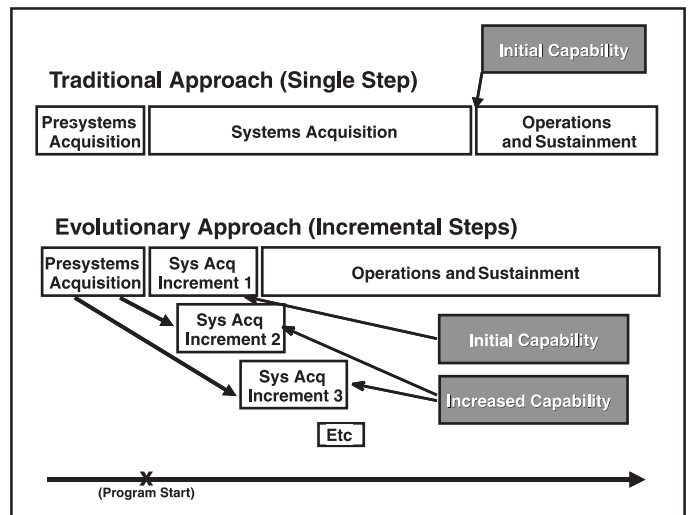 Initial Capability
Traditional Approach (Single Step)
Presystems
Acquisition
Systems Acquisition
Operations
and Sustainment
Evolutionary Approach (Incremental Steps)
Presystems
Acquisition
Sys Acq
Increment 1
Operations and Sustainment
Sys Acq
Increment 2
Initial Capability
Sys Acq
Increment 3
Increased Capability
Etc
X
(Program Start)